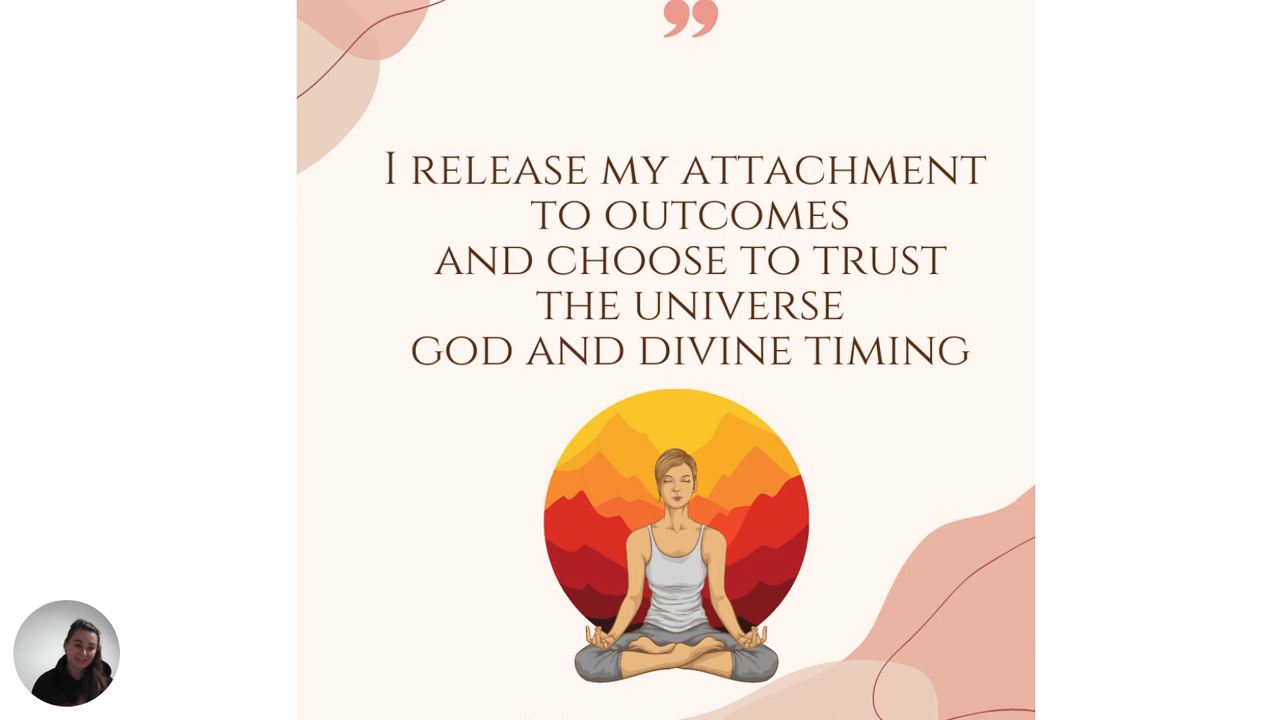 ”
I RELEASE MY ATTACHMENT
TO OUTCOMES
AND CHOOSE TO TRUST
THE UNIVERSE
GOD AND DIVINE TIMING